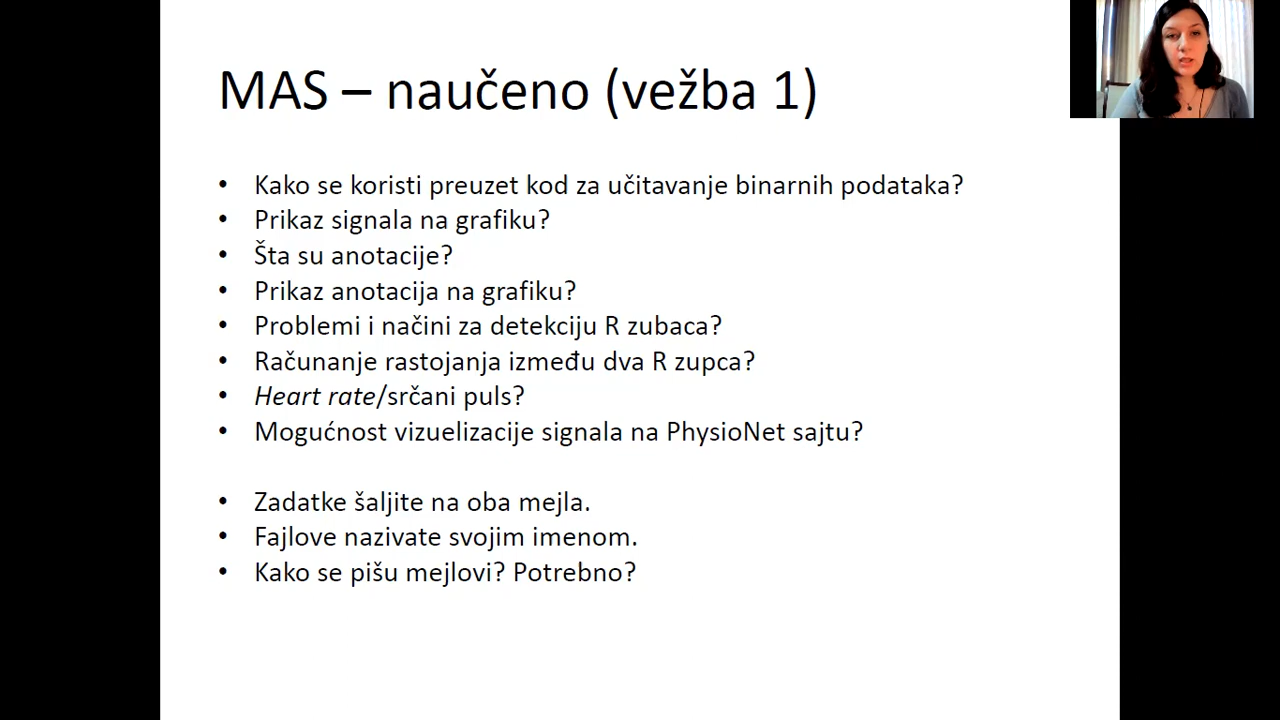 MAS – naučeno (vežba 1)
• Kako se koristi preuzet kod za učitavanje binarnih podataka?
• Prikaz signala na grafiku?
• Šta su anotacije?
• Prikaz anotacija na grafiku?
• Problemi i načini za detekciju R zubaca?
• Računanje rastojanja između dva R zupca?
• Heart rate/srčani puls?
• Mogućnost vizuelizacije signala na PhysioNet sajtu?
• Zadatke šaljite na oba mejla.
• Fajlove nazivate svojim imenom.
• Kako se pišu mejlovi? Potrebno?